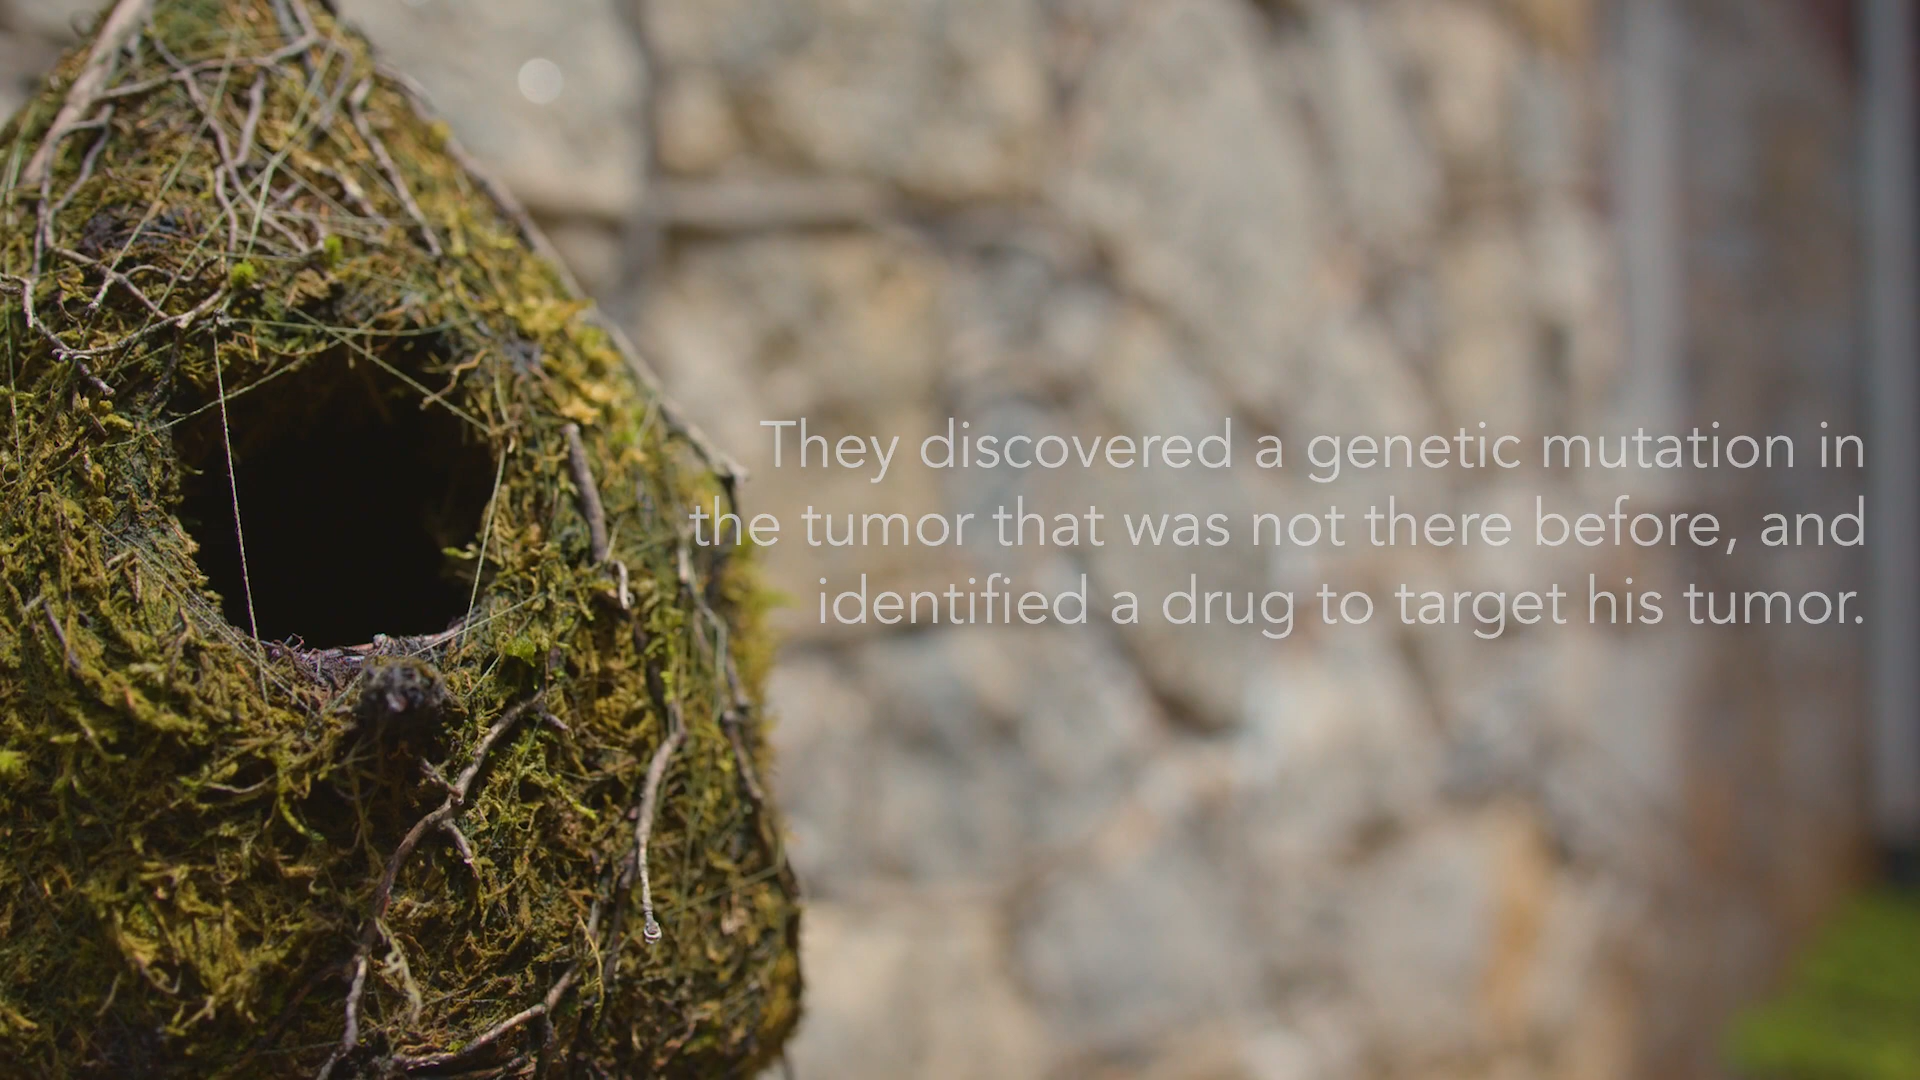 They discovered a genetic mutation in
the tumor that was not there before, and
identified a drug to target his tumor.